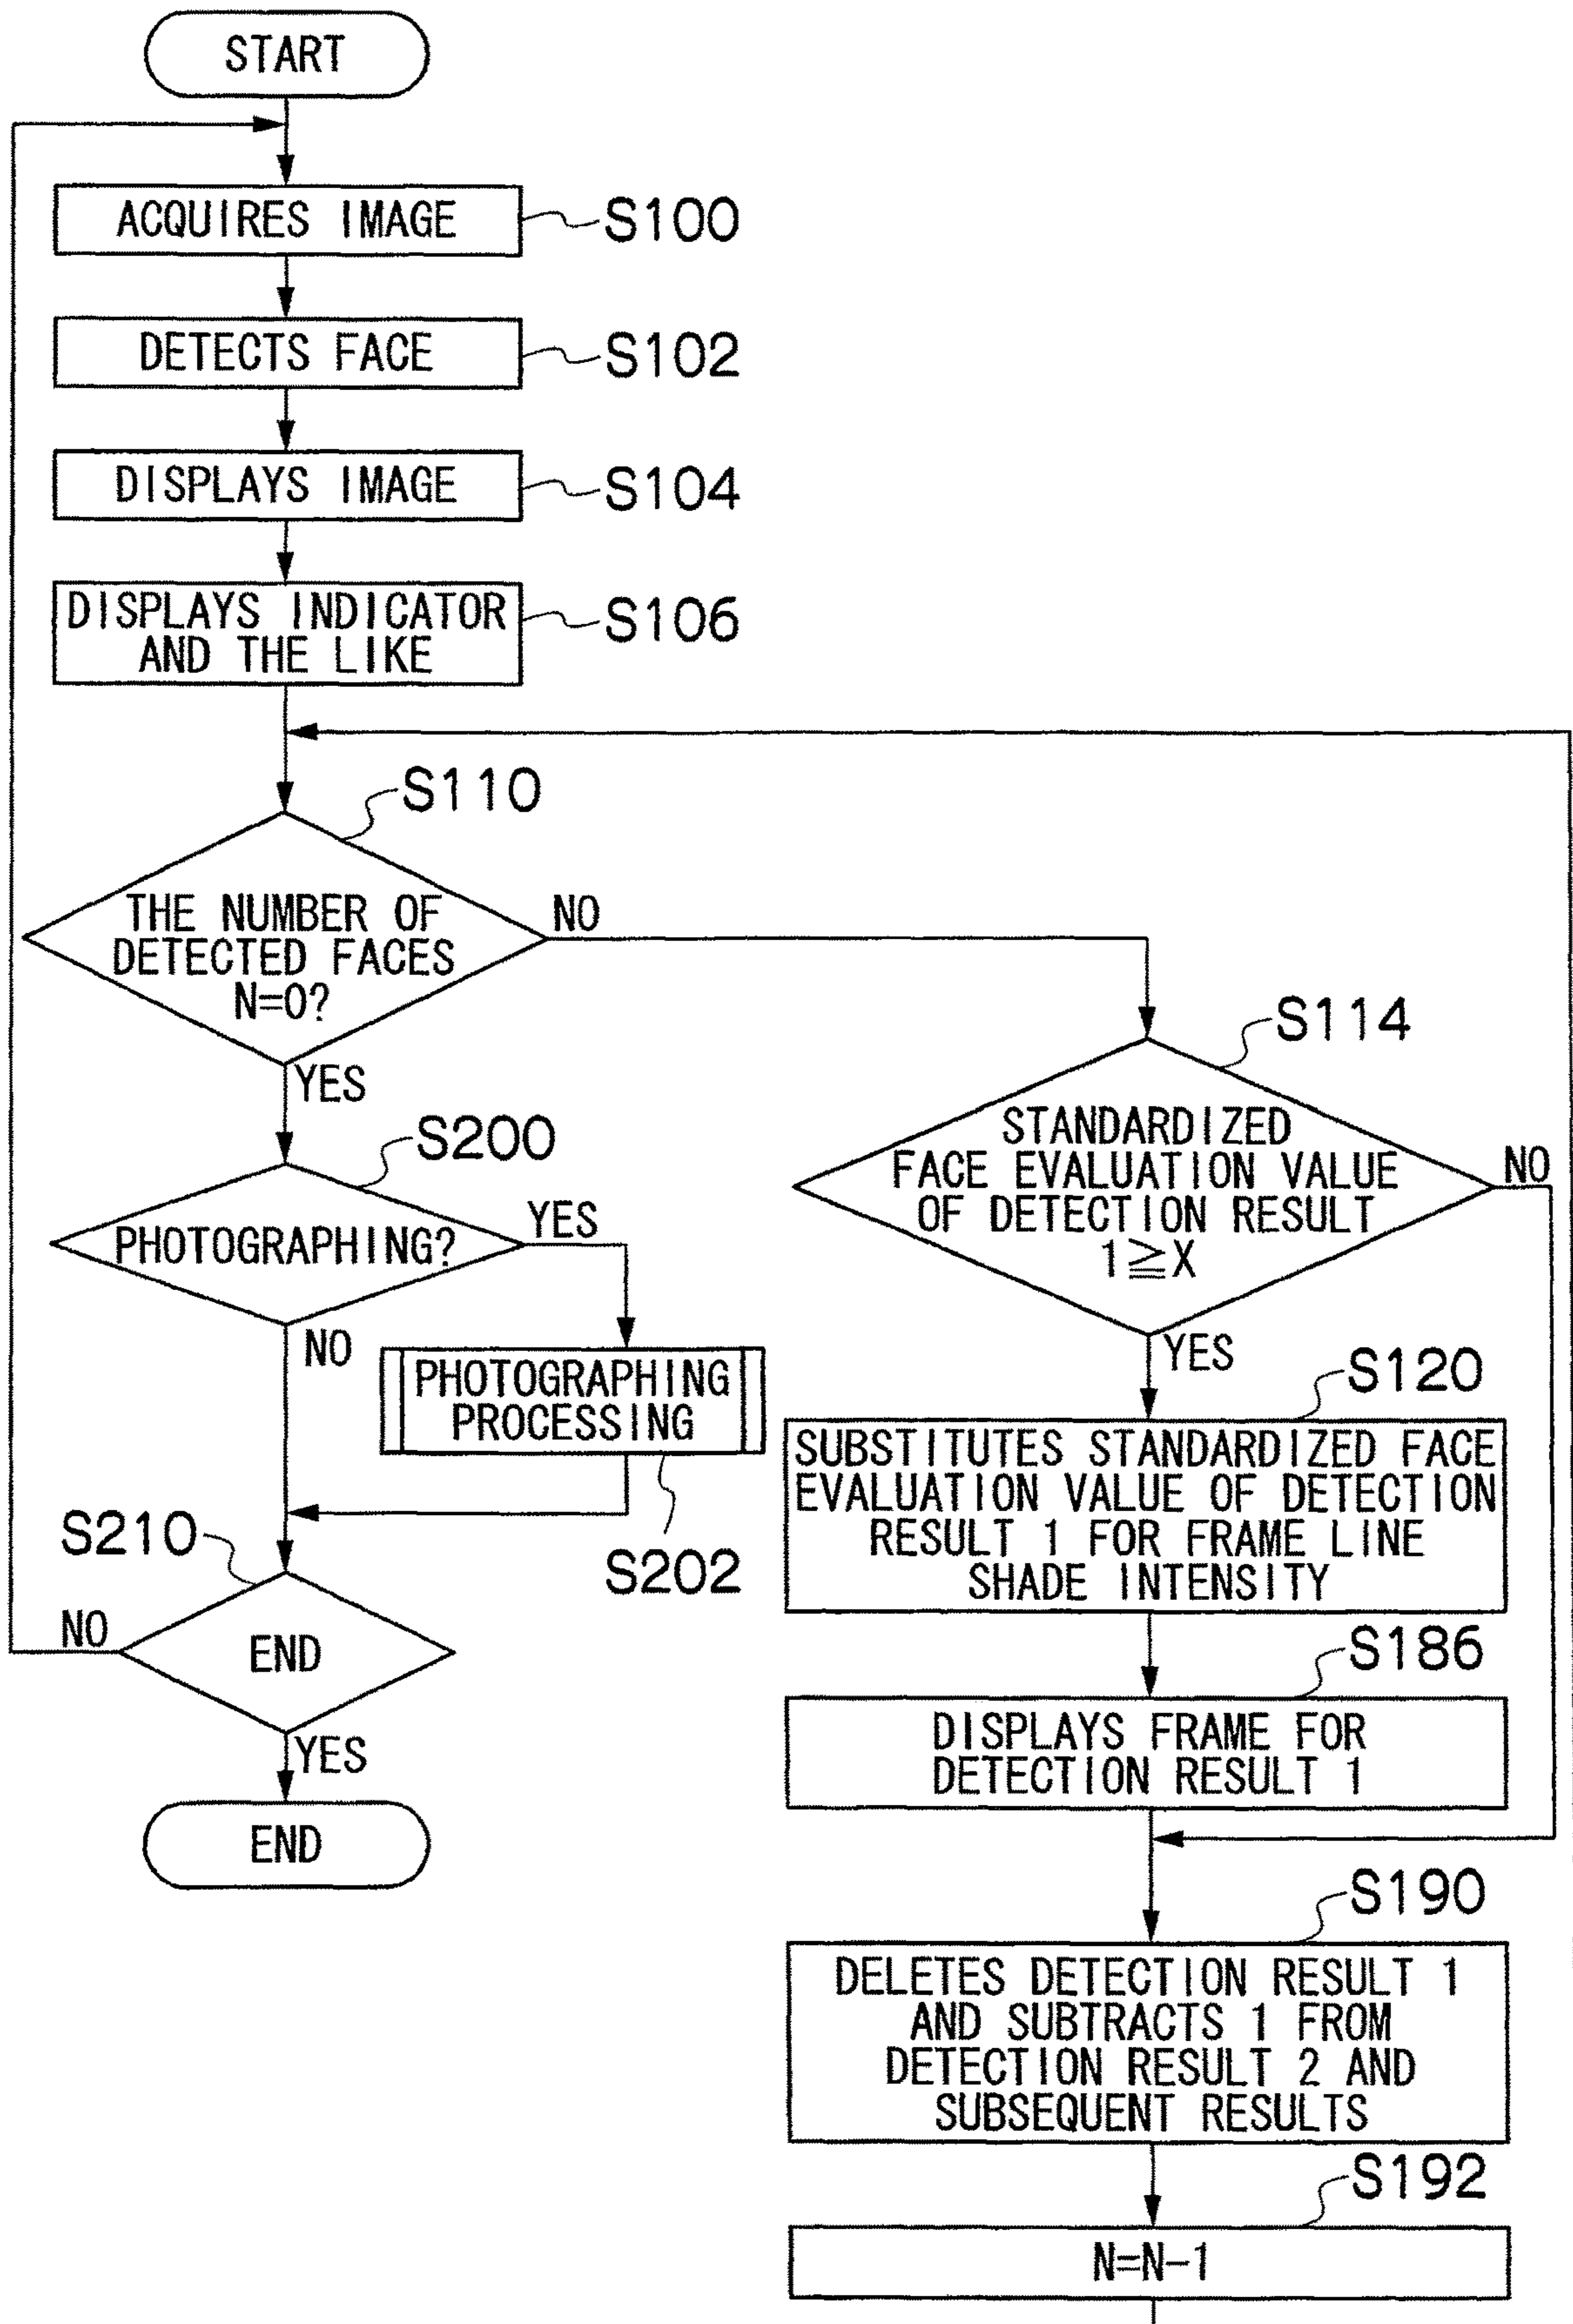 START
ACQUIRES IMAGE
S100
DETECTS FACE
S102
DISPLAYS IMAGE
S104
DISPLAYS INDICATOR
AND THE LIKE
S106
S110
THE NUMBER OF
DETECTED FACES
N=0?
NO
YES
S114
STANDARDIZED
FACE EVALUATION VALUE
OF DETECTION RESULT
1≧X
NO
YES
S200
PHOTOGRAPHING?
YES
NO
PHOTOGRAPHING
PROCESSING
S202
S210
END
NO
YES
END
S120
SUBSTITUTES STANDARDIZED FACE
EVALUATION VALUE OF DETECTION
RESULT 1 FOR FRAME LINE
SHADE INTENSITY
S186
DISPLAYS FRAME FOR
DETECTION RESULT 1
S190
DELETES DETECTION RESULT 1
AND SUBTRACTS 1 FROM
DETECTION RESULT 2 AND
SUBSEQUENT RESULTS
S192
N=N-1